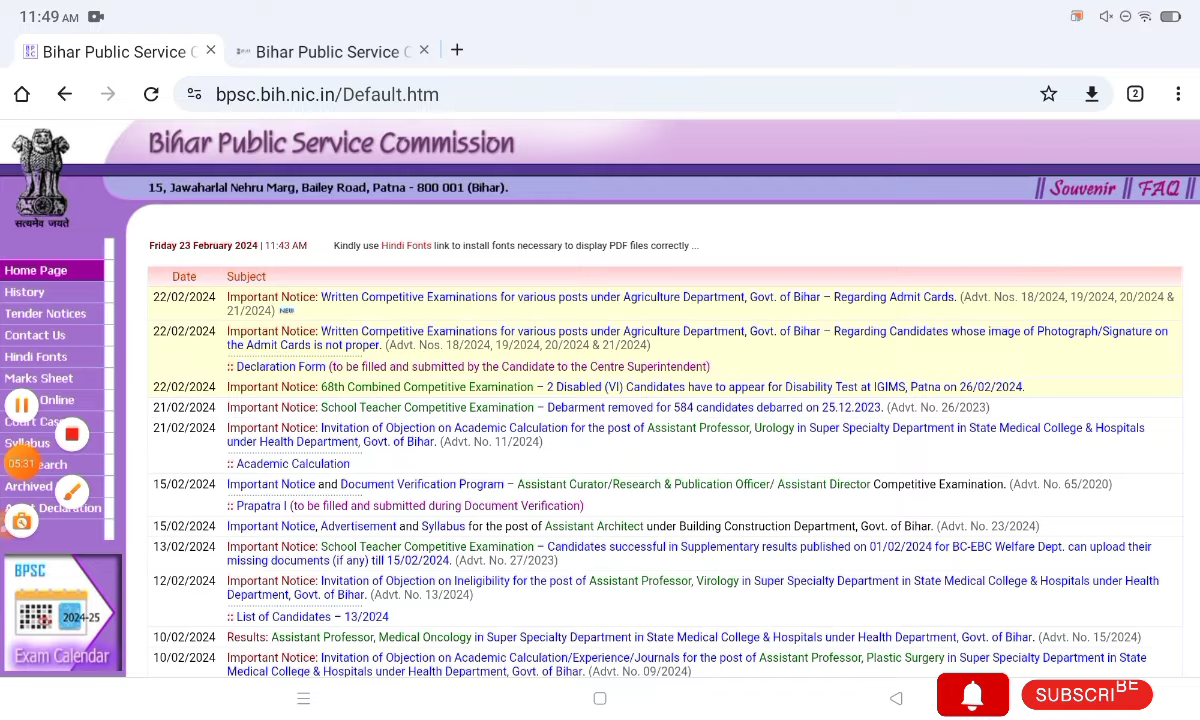 11:49 AM
Bihar Public Service C
Bihar Public Service C
bpsc.bih.nic.in/Default.htm
2
Bihar Public Service Commission
15, Jawaharlal Nehru Marg, Bailey Road, Patna - 800 001 (Bihar).
|| Souvenir || FAQ ||
सत्यमेव जयते
Friday 23 February 2024 | 11:43 AM
Kindly use Hindi Fonts link to install fonts necessary to display PDF files correctly ...
Home Page
History
Tender Notices
Contact Us
Hindi Fonts
Marks Sheet
Online
Court Cas
Syllabus
earch
Archived
Declaration
05:31
BPSC
2024-25
Exam Calendar
Date Subject
22/02/2024 Important Notice: Written Competitive Examinations for various posts under Agriculture Department, Govt. of Bihar – Regarding Admit Cards. (Advt. Nos. 18/2024, 19/2024, 20/2024 &
21/2024) NEW
22/02/2024 Important Notice: Written Competitive Examinations for various posts under Agriculture Department, Govt. of Bihar – Regarding Candidates whose image of Photograph/Signature on
the Admit Cards is not proper. (Advt. Nos. 18/2024, 19/2024, 20/2024 & 21/2024)
:: Declaration Form (to be filled and submitted by the Candidate to the Centre Superintendent)
22/02/2024 Important Notice: 68th Combined Competitive Examination – 2 Disabled (VI) Candidates have to appear for Disability Test at IGIMS, Patna on 26/02/2024.
21/02/2024 Important Notice: School Teacher Competitive Examination – Debarment removed for 584 candidates debarred on 25.12.2023. (Advt. No. 26/2023)
21/02/2024 Important Notice: Invitation of Objection on Academic Calculation for the post of Assistant Professor, Urology in Super Specialty Department in State Medical College & Hospitals
under Health Department, Govt. of Bihar. (Advt. No. 11/2024)
:: Academic Calculation
15/02/2024 Important Notice and Document Verification Program – Assistant Curator/Research & Publication Officer/ Assistant Director Competitive Examination. (Advt. No. 65/2020)
:: Prapatra I (to be filled and submitted during Document Verification)
15/02/2024 Important Notice, Advertisement and Syllabus for the post of Assistant Architect under Building Construction Department, Govt. of Bihar. (Advt. No. 23/2024)
13/02/2024 Important Notice: School Teacher Competitive Examination – Candidates successful in Supplementary results published on 01/02/2024 for BC-EBC Welfare Dept. can upload their
missing documents (if any) till 15/02/2024. (Advt. No. 27/2023)
12/02/2024 Important Notice: Invitation of Objection on Ineligibility for the post of Assistant Professor, Virology in Super Specialty Department in State Medical College & Hospitals under Health
Department, Govt. of Bihar. (Advt. No. 13/2024)
:: List of Candidates – 13/2024
10/02/2024 Results: Assistant Professor, Medical Oncology in Super Specialty Department in State Medical College & Hospitals under Health Department, Govt. of Bihar. (Advt. No. 15/2024)
10/02/2024 Important Notice: Invitation of Objection on Academic Calculation/Experience/Journals for the post of Assistant Professor, Plastic Surgery in Super Specialty Department in State
Medical College & Hospitals under Health Department, Govt. of Bihar. (Advt. No. 09/2024)
SUBSCRIBE